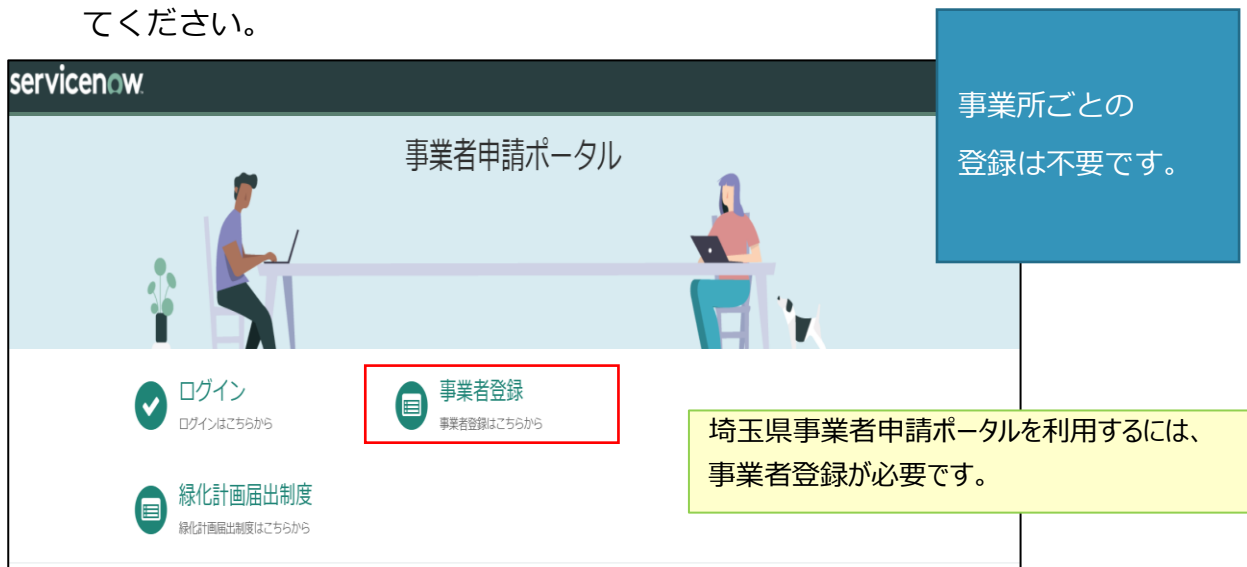 てください。
servicenow.
事業所ごとの
登録は不要です。
事業者申請ポータル
ログイン
ログインはこちらから
事業者登録
事業者登録はこちらから
埼玉県事業者申請ポータルを利用するには、
事業者登録が必要です。
緑化計画届出制度
緑化計画届出制度はこちらから